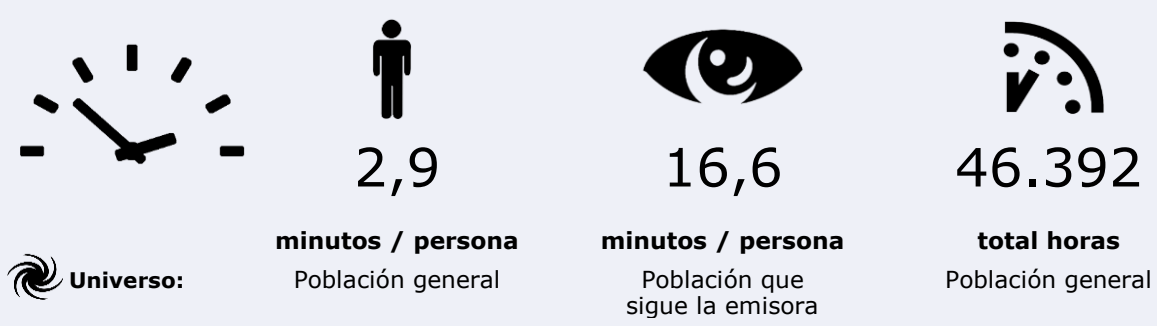 2,9
16,6
46.392
minutos / persona
minutos / persona
total horas
Universo:
Población general
Población que
sigue la emisora
Población general